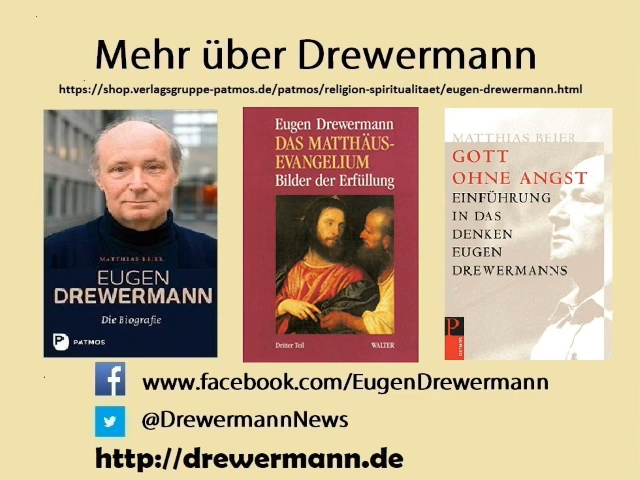 Mehr über Drewermann
https://shop.verlagsgruppe-patmos.de/patmos/religion-spiritualitaet/eugen-drewermann.html
MATTHIAS BEIER
EUGEN
DREWERMANN
Die Biografie
PATMOS
Eugen Drewermann
DAS MATTHÄUS-
EVANGELIUM
Bilder der Erfüllung
Dritter Teil WALTER
MATTHIAS BEIER
GOTT
OHNE ANGST
EINFÜHRUNG
IN DAS
DENKEN
EUGEN
DREWERMANNS
P
PATMOS
www.facebook.com/EugenDrewermann
@DrewermannNews
http://drewermann.de